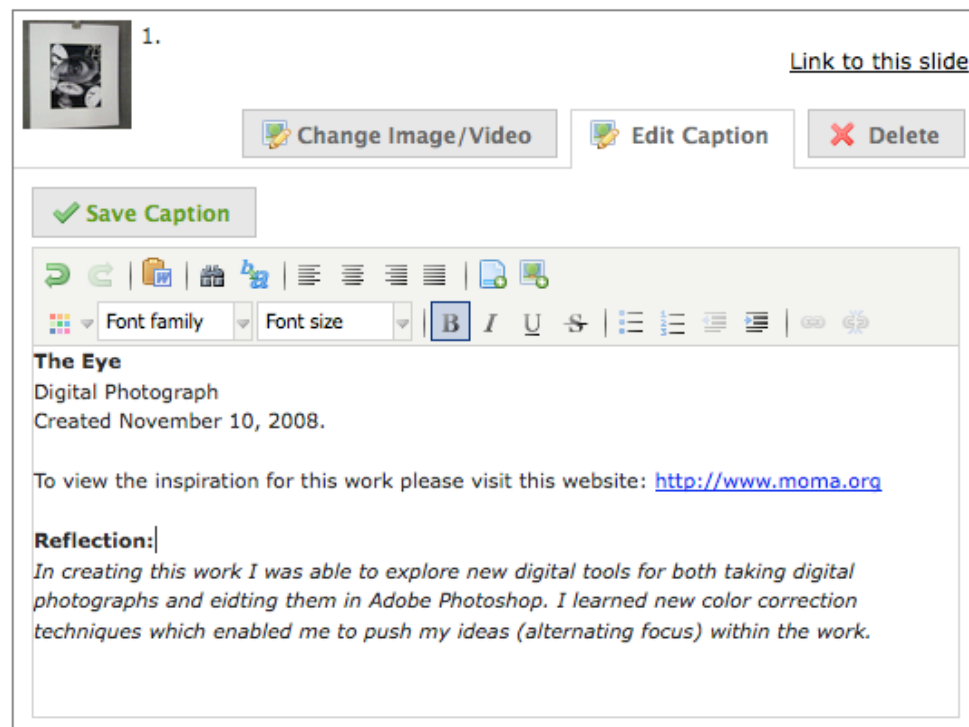 1.
Link to this slide
Change Image/Video
Edit Caption
Delete
Save Caption
Font family
Font size
B I U S
The Eye
Digital Photograph
Created November 10, 2008.
To view the inspiration for this work please visit this website: http://www.moma.org
Reflection:
In creating this work I was able to explore new digital tools for both taking digital
photographs and eidting them in Adobe Photoshop. I learned new color correction
techniques which enabled me to push my ideas (alternating focus) within the work.